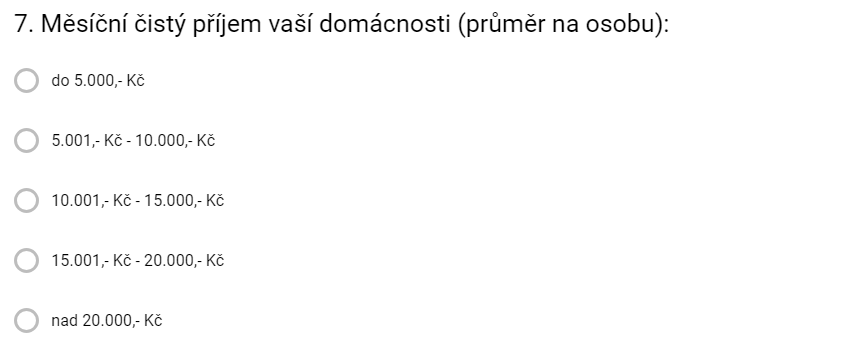 7. Měsíční čistý příjem vaší domácnosti (průměr na osobu):
do 5.000,- Kč
5.001,- Kč - 10.000,- Kč
10.001,- Kč - 15.000,- Kč
15.001,- Kč - 20.000,- Kč
nad 20.000,- Kč